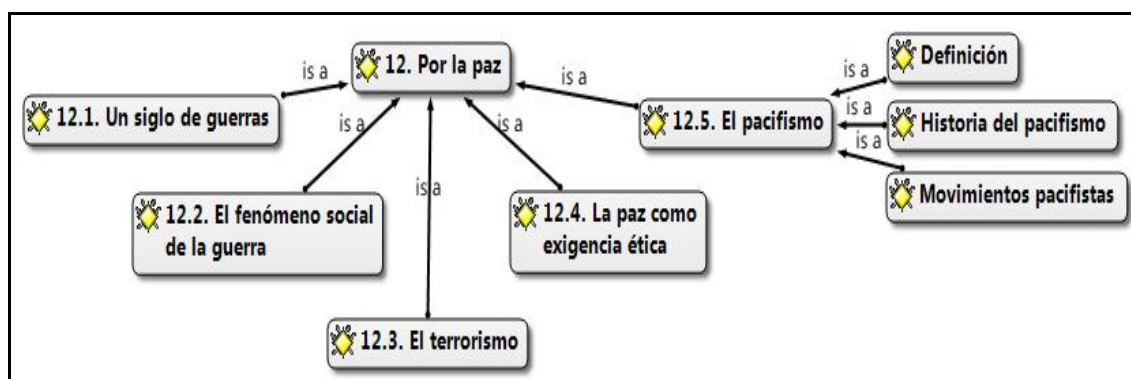 12. Por la paz
is a
12.1. Un siglo de guerras
is a
12.2. El fenómeno social
de la guerra
is a
12.3. El terrorismo
is a
12.4. La paz como
exigencia ética
is a
12.5. El pacifismo
is a
Definición
is a
Historia del pacifismo
is a
Movimientos pacifistas